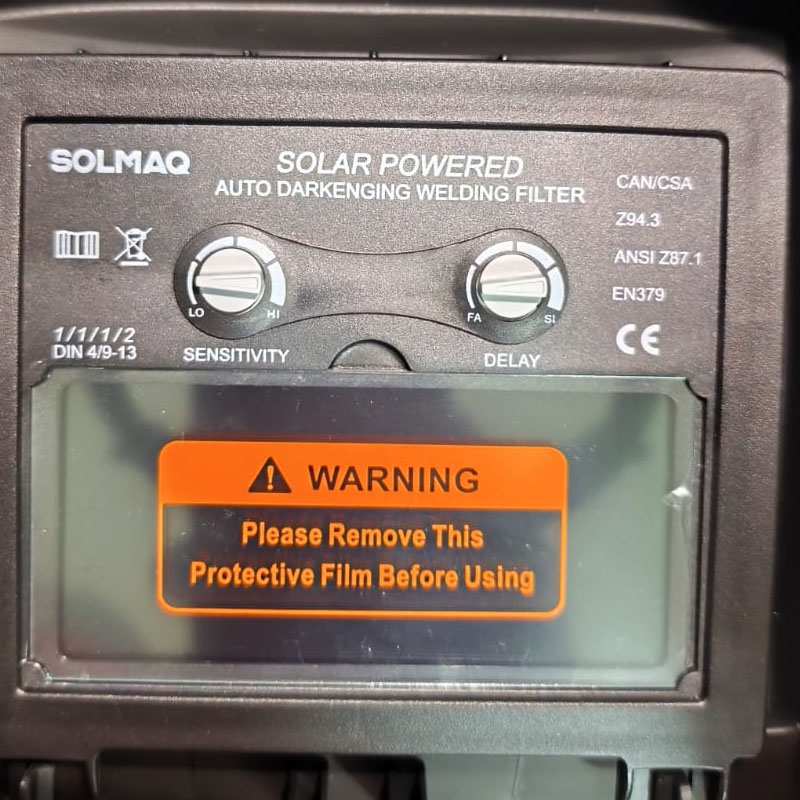 SOLMAQ
SOLAR POWERED
AUTO DARKENGING WELDING FILTER
CAN/CSA
Z94.3
ANSI Z87.1
EN379
CE
LO HI
FA SL
1/1/1/2
DIN 4/9-13
SENSITIVITY
DELAY
WARNING
Please Remove This
Protective Film Before Using